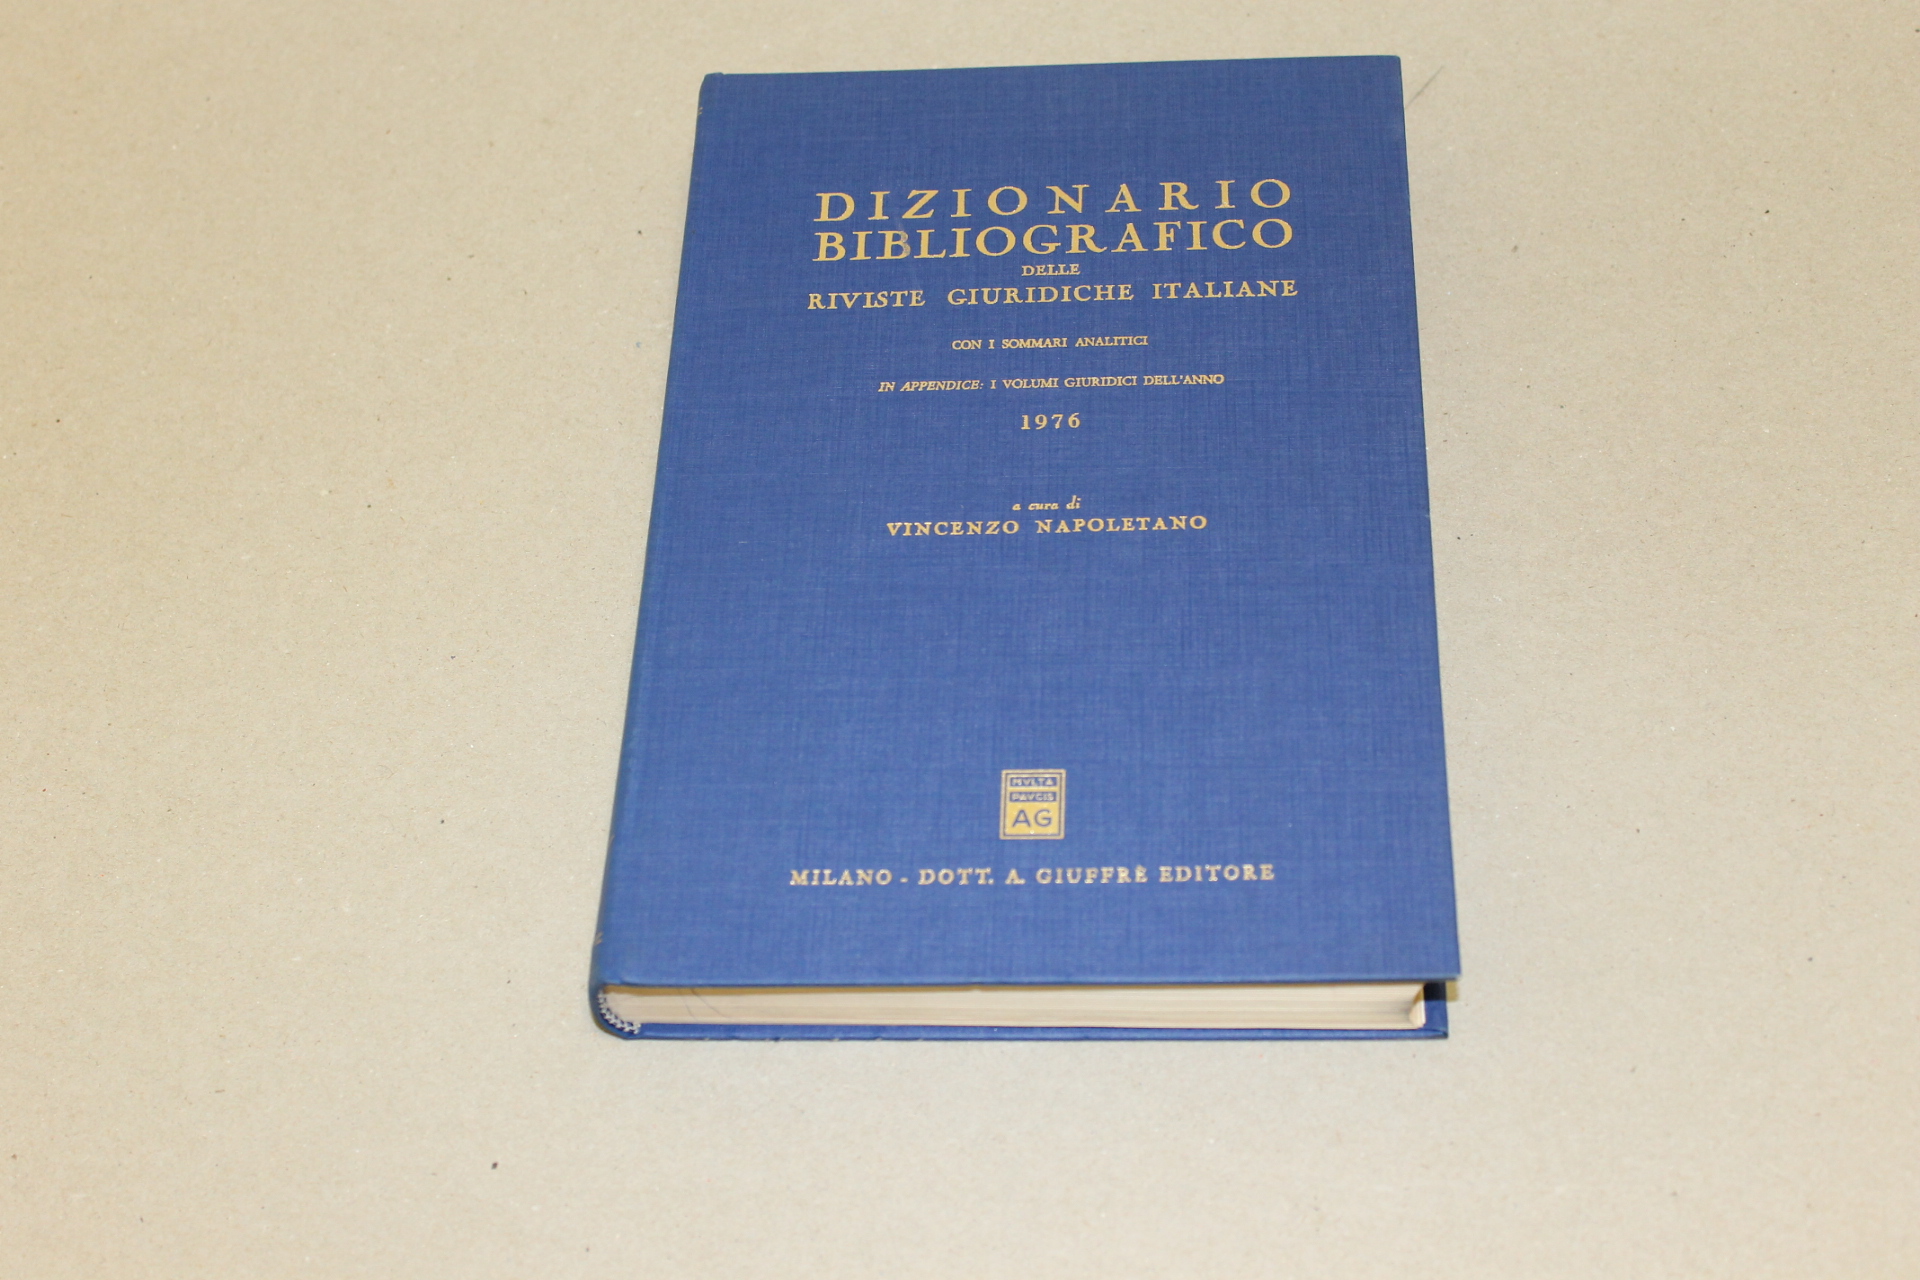 DIZIONARIO
BIBLIOGRAFICO
DELLE
RIVISTE GIURIDICHE ITALIANE
CON I SOMMARI ANALITICI
IN APPENDICE: I VOLUMI GIURIDICI DELL'ANNO
1976
a cura di
VINCENZO NAPOLETANO
MVLTA
PAVCIS
AG
MILANO - DOTT. A. GIUFFRÈ EDITORE